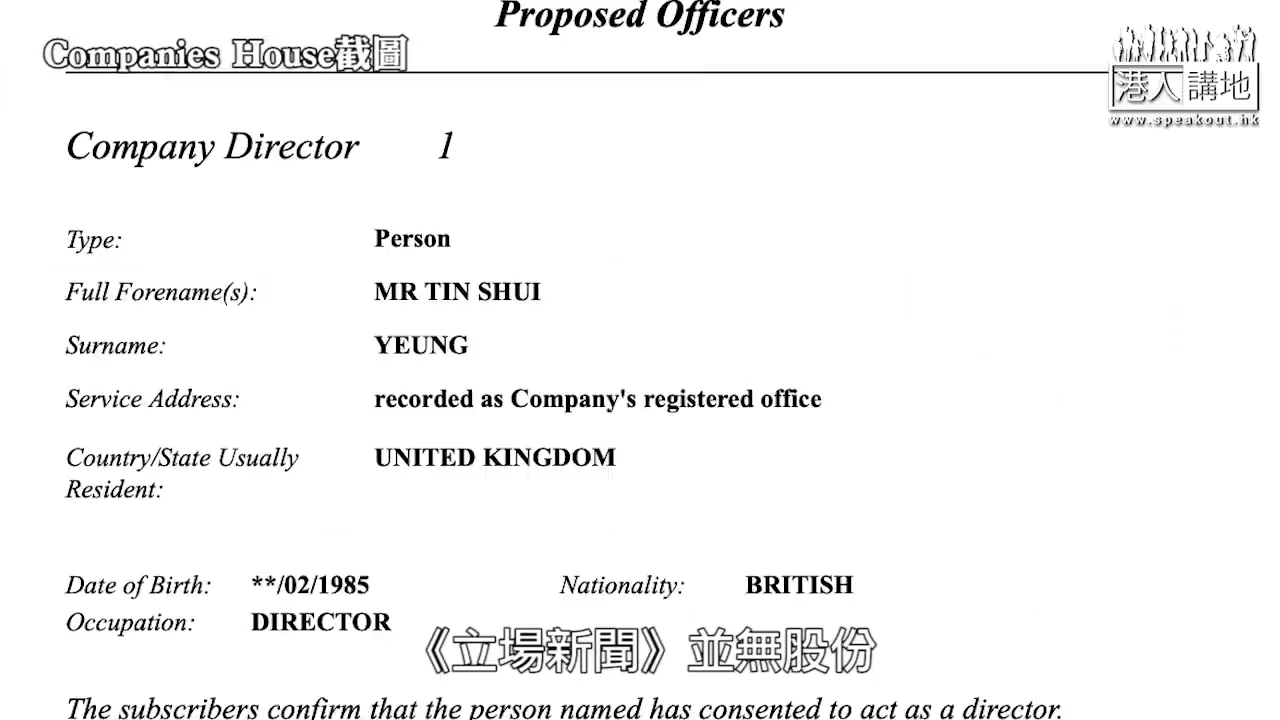 Proposed Officers
Companies House截圖
港人講地
www.speakout.hk
Company Director 1
Type: Person
Full Forename(s): MR TIN SHUI
Surname: YEUNG
Service Address: recorded as Company's registered office
Country/State Usually UNITED KINGDOM
Resident:
Date of Birth: **/02/1985 Nationality: BRITISH
Occupation: DIRECTOR
《立場新聞》並無股份
The subscribers confirm that the person named has consented to act as a director.